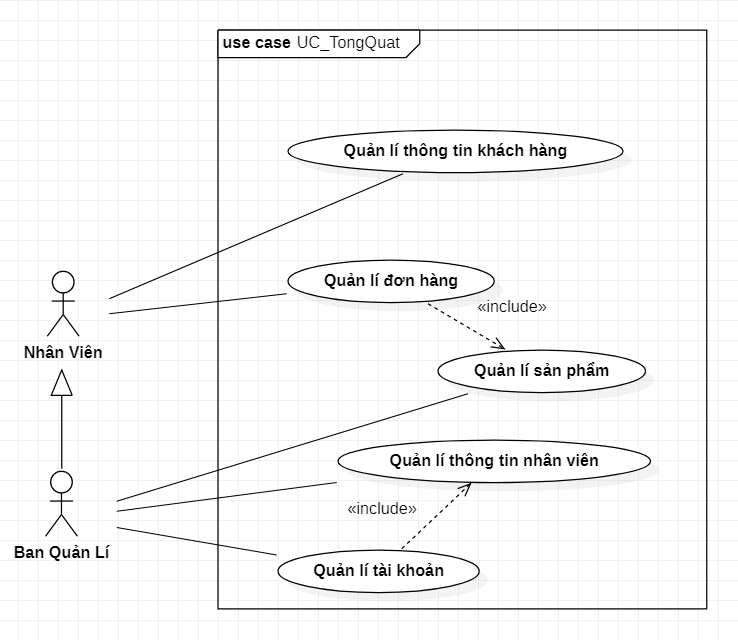 use case UC_TongQuat
Quản lí thông tin khách hàng
Quản lí đơn hàng
«include»
Nhân Viên
Quản lí sản phẩm
Quản lí thông tin nhân viên
«include»
Ban Quản Lí
Quản lí tài khoản